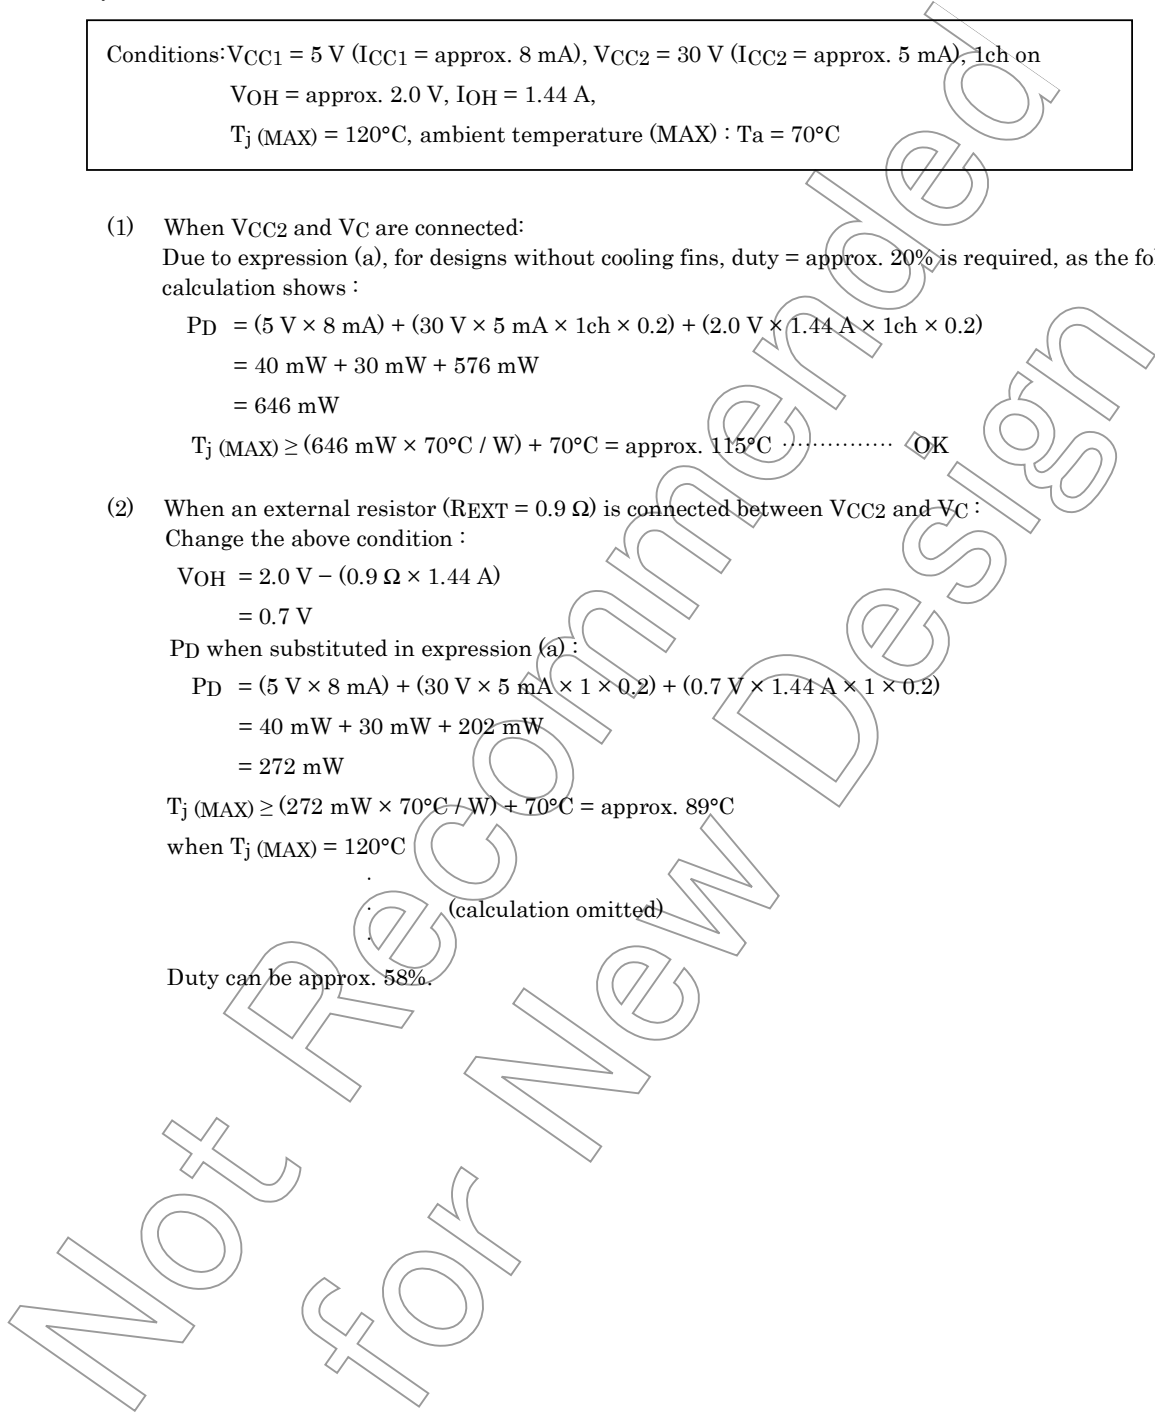 Conditions:VCC1 = 5 V (ICC1 = approx. 8 mA), VCC2 = 30 V (ICC2 = approx. 5 mA), 1ch on
VOH = approx. 2.0 V, IOH = 1.44 A,
Tj (MAX) = 120°C, ambient temperature (MAX) : Ta = 70°C
(1) When VCC2 and VC are connected:
Due to expression (a), for designs without cooling fins, duty = approx. 20% is required, as the fo
calculation shows :
PD = (5 V × 8 mA) + (30 V × 5 mA × 1ch × 0.2) + (2.0 V × 1.44 A × 1ch × 0.2)
= 40 mW + 30 mW + 576 mW
= 646 mW
Tj (MAX) ≥ (646 mW × 70°C / W) + 70°C = approx. 115°C ··············· OK
(2) When an external resistor (REXT = 0.9 Ω) is connected between VCC2 and VC :
Change the above condition :
VOH = 2.0 V − (0.9 Ω × 1.44 A)
= 0.7 V
PD when substituted in expression (a) :
PD = (5 V × 8 mA) + (30 V × 5 mA × 1 × 0.2) + (0.7 V × 1.44 A × 1 × 0.2)
= 40 mW + 30 mW + 202 mW
= 272 mW
Tj (MAX) ≥ (272 mW × 70°C / W) + 70°C = approx. 89°C
when Tj (MAX) = 120°C
·
· (calculation omitted)
·
Duty can be approx. 58%.
Not Recommended
for New Design